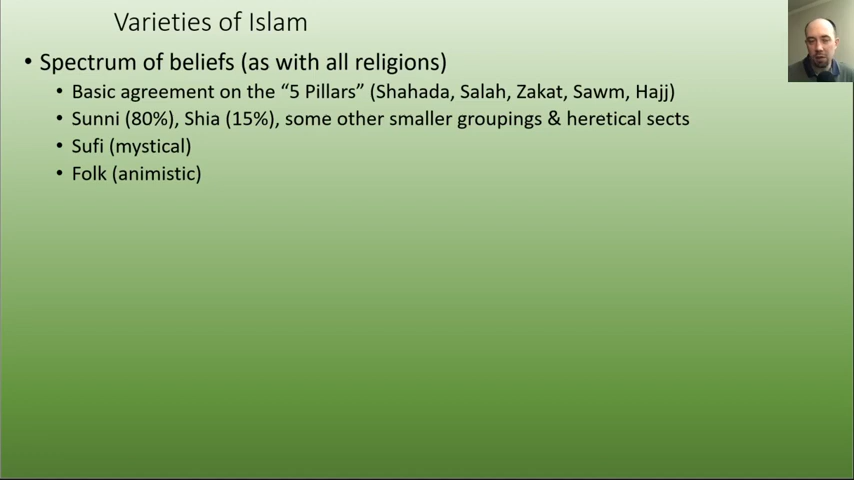 Varieties of Islam
• Spectrum of beliefs (as with all religions)
• Basic agreement on the “5 Pillars” (Shahada, Salah, Zakat, Sawm, Hajj)
• Sunni (80%), Shia (15%), some other smaller groupings & heretical sects
• Sufi (mystical)
• Folk (animistic)